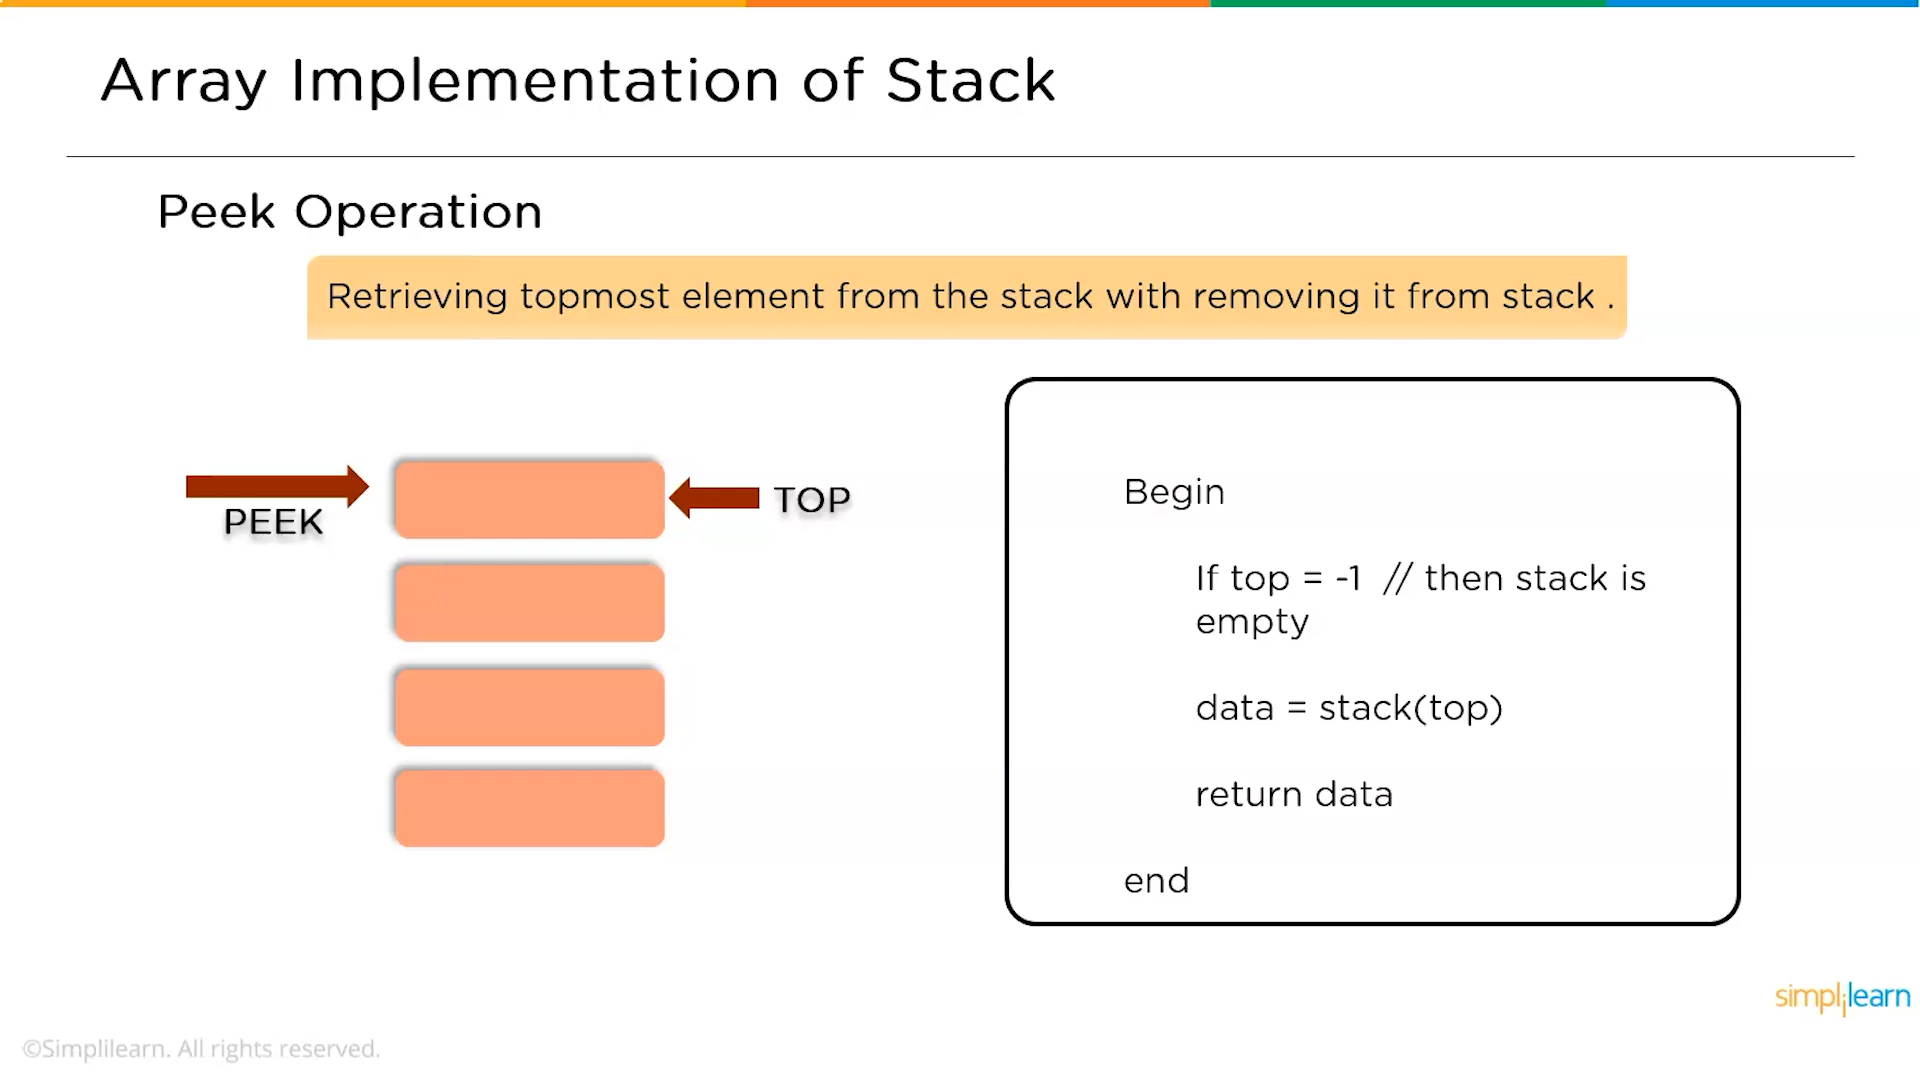 Array Implementation of Stack
Peek Operation
Retrieving topmost element from the stack with removing it from stack .
PEEK
TOP
Begin
If top = -1 // then stack is
empty
data = stack(top)
return data
end
simplilearn
©Simplilearn. All rights reserved.